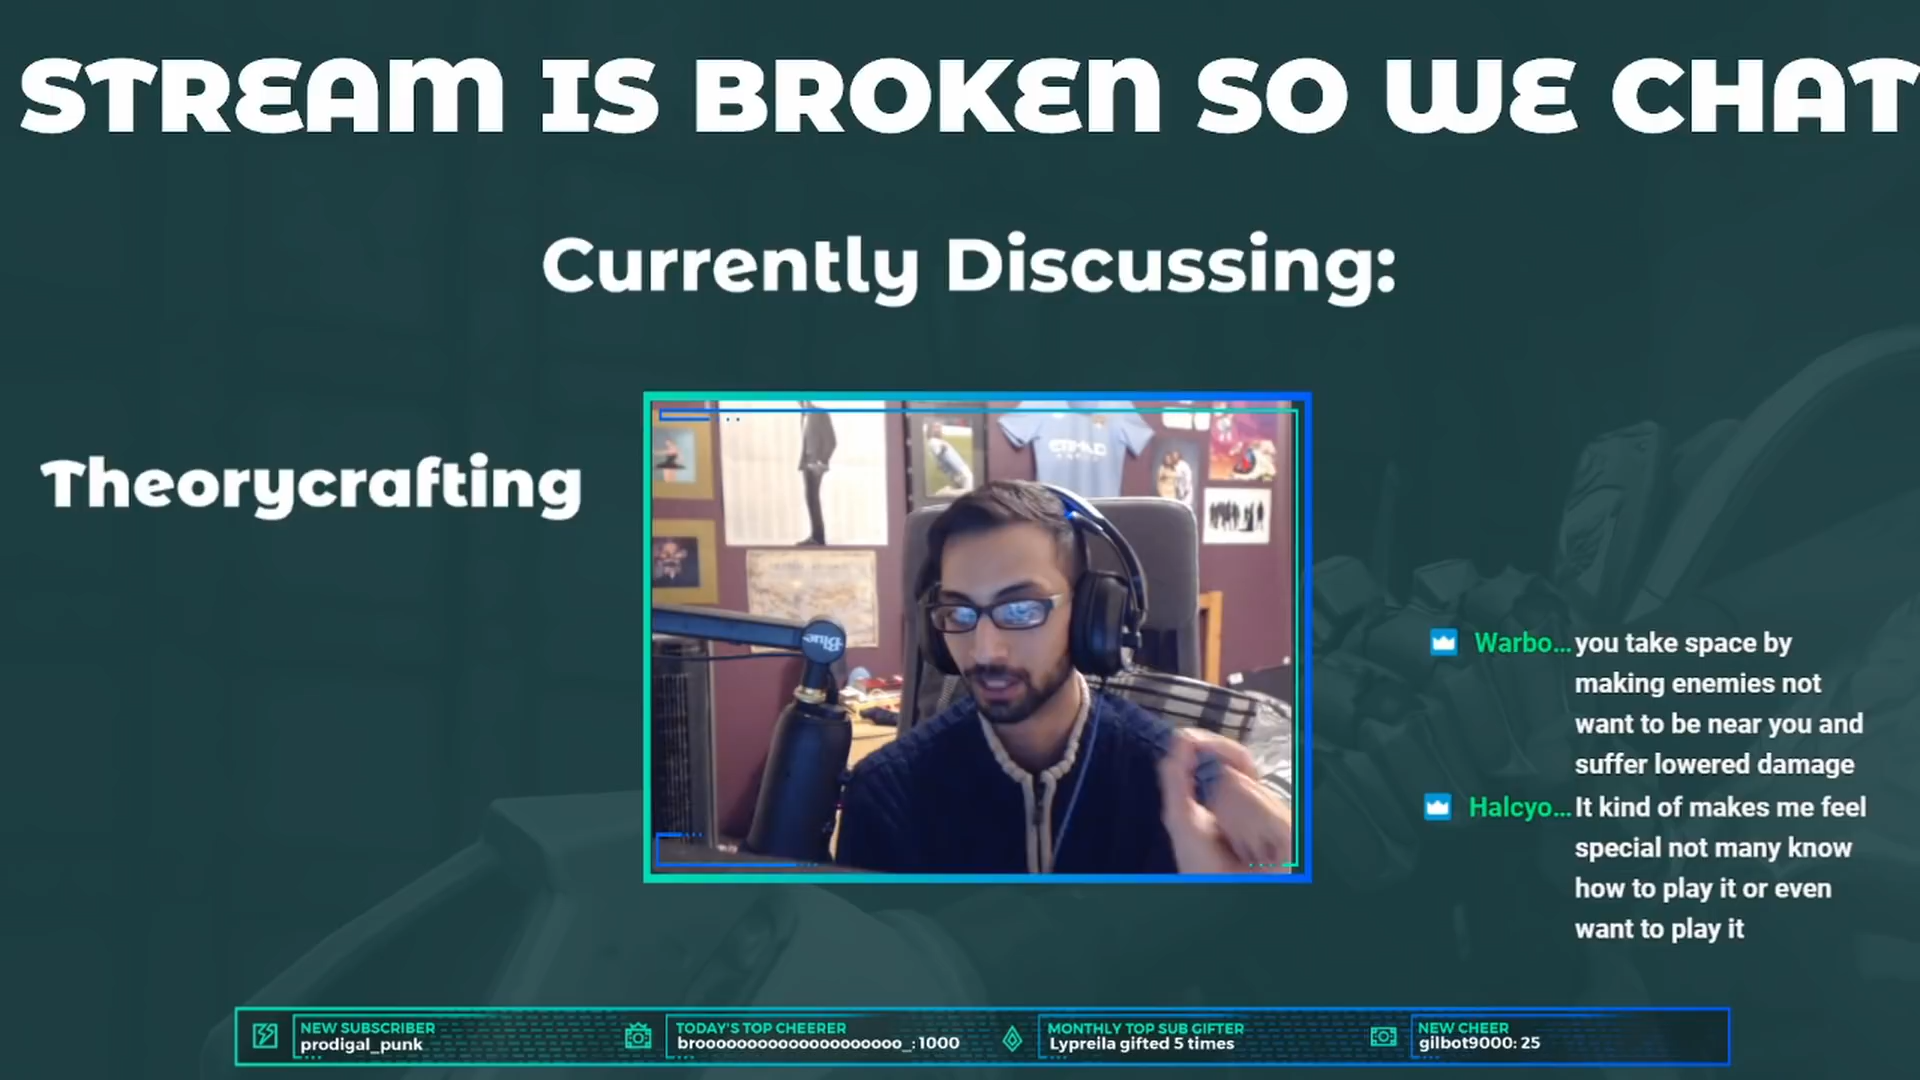 STREAM IS BROKEN SO WE CHAT
Currently Discussing:
Theorycrafting
ETIHAD
Warbo... you take space by
making enemies not
want to be near you and
suffer lowered damage
Halcyo... It kind of makes me feel
special not many know
how to play it or even
want to play it
NEW SUBSCRIBER
prodigal_punk
TODAY'S TOP CHEERER
brooooooooooooooooooo_: 1000
MONTHLY TOP SUB GIFTER
Lypreila gifted 5 times
NEW CHEER
gilbot9000: 25